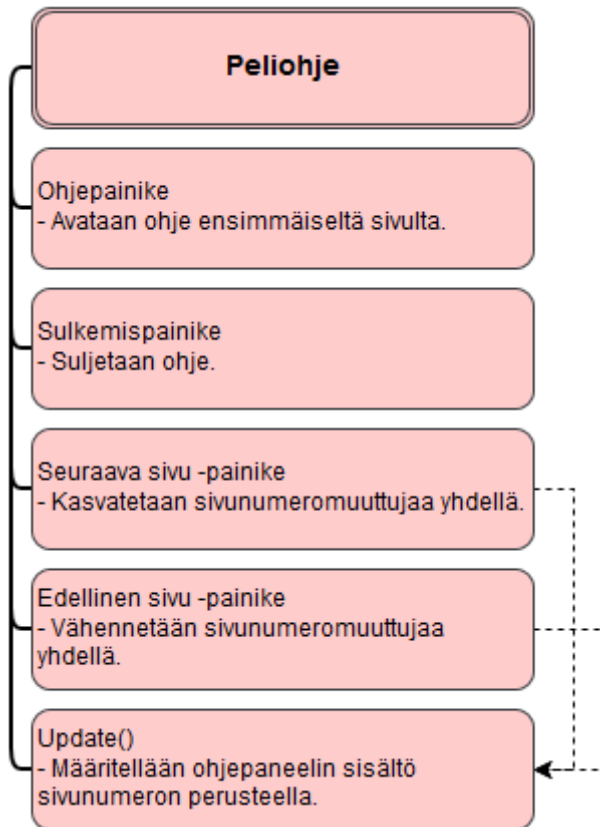 Peliohje
Ohjepainike
- Avataan ohje ensimmäiseltä sivulta.
Sulkemispainike
- Suljetaan ohje.
Seuraava sivu -painike
- Kasvatetaan sivunumeromuuttujaa yhdellä.
Edellinen sivu -painike
- Vähennetään sivunumeromuuttujaa
yhdellä.
Update()
- Määritellään ohjepaneelin sisältö
sivunumeron perusteella.